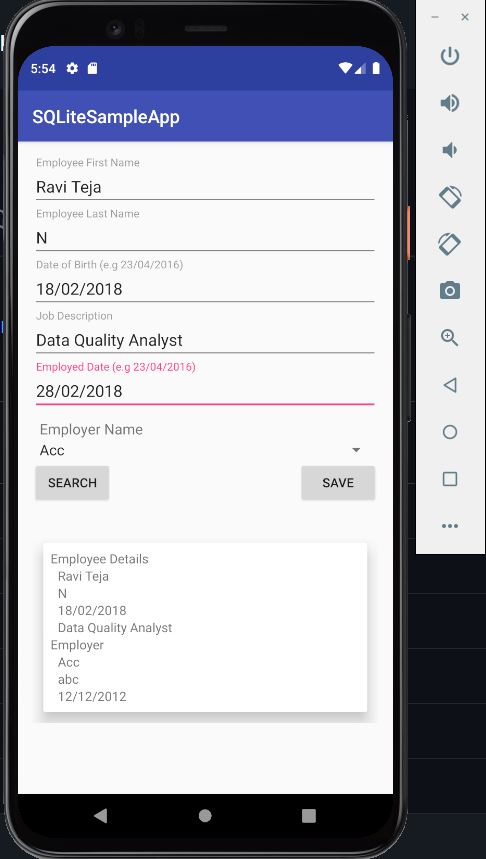 5:54
SQLiteSampleApp
Employee First Name
Ravi Teja
Employee Last Name
N
Date of Birth (e.g 23/04/2016)
18/02/2018
Job Description
Data Quality Analyst
Employed Date (e.g 23/04/2016)
28/02/2018
Employer Name
Acc
SEARCH SAVE
Employee Details
Ravi Teja
N
18/02/2018
Data Quality Analyst
Employer
Acc
abc
12/12/2012